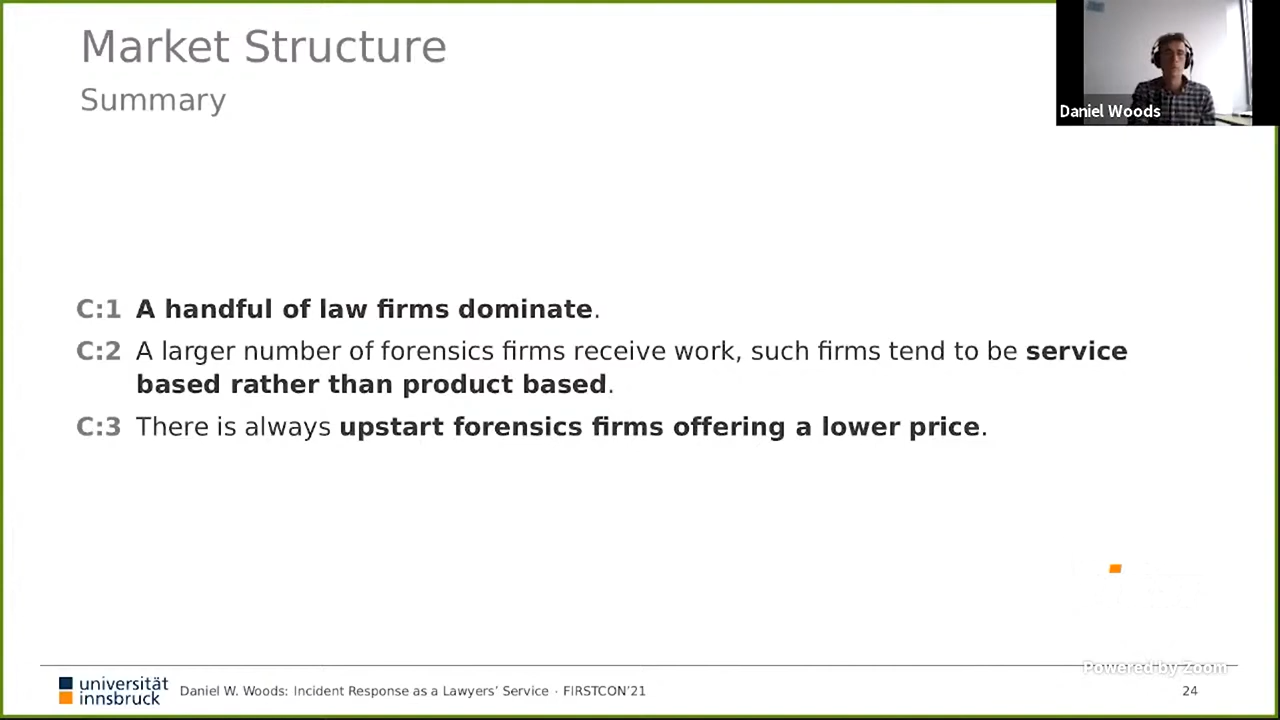 Market Structure
Summary
Daniel Woods
C:1 A handful of law firms dominate.
C:2 A larger number of forensics firms receive work, such firms tend to be service
based rather than product based.
C:3 There is always upstart forensics firms offering a lower price.
Powered by Zoom
universität
innsbruck
Daniel W. Woods: Incident Response as a Lawyers’ Service · FIRSTCON’21
24